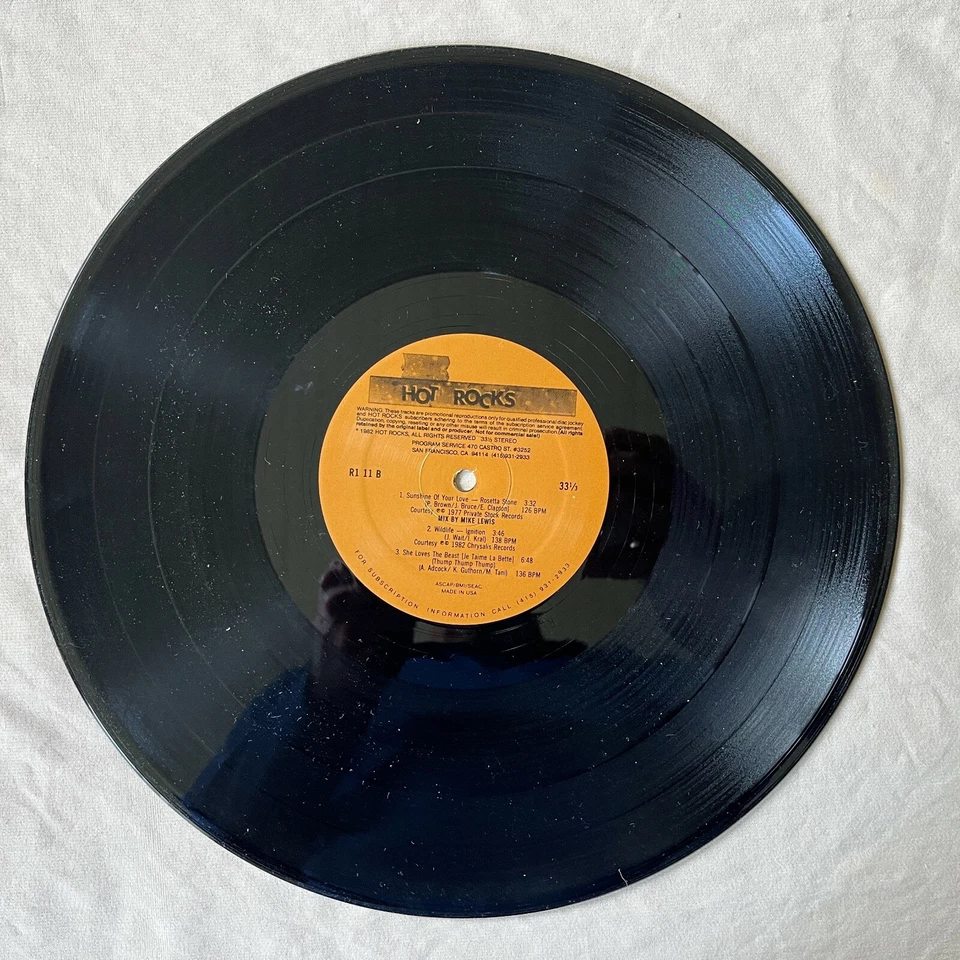 HOT ROCKS
WARNING: These tracks are promotional reproductions only for qualified professional disc jockey
and HOT ROCKS subscribers adhering to the terms of the subscription service agreement.
Duplication, copying, reselling or any other misuse will result in criminal prosecution. (All rights
retained by the original label and or producer. Not for commercial sale!)
1982 HOT ROCKS, ALL RIGHTS RESERVED 33⅓ STEREO
PROGRAM SERVICE 470 CASTRO ST. #3252
SAN FRANCISCO, CA 94114 (415)931-2933
R1 11 B 33⅓
1. Sunshine Of Your Love — Rosetta Stone 3:32
(P. Brown/J. Bruce/E. Clapton) 126 BPM
Courtesy ℗© 1977 Private Stock Records
MIX BY MIKE LEWIS
2. Wildlife — Ignition 3:46
(J. Wait/I. Kral) 138 BPM
Courtesy ℗© 1982 Chrysalis Records
3. She Loves The Beast [Je T'aime La Bette] 6:48
(Thump Thump Thump)
(A. Adcock/ K. Guthorn/M. Tani) 136 BPM
ASCAP/BMI/SEAC
MADE IN USA
FOR SUBSCRIPTION INFORMATION CALL (415) 931-2933